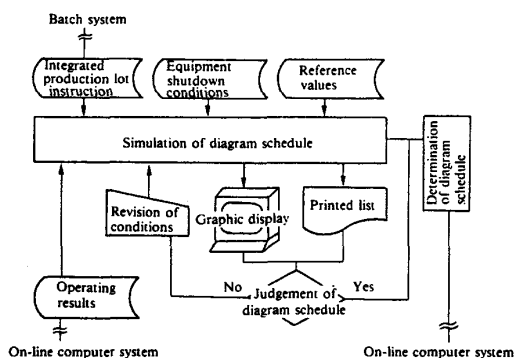 Batch system
Integrated
production lot
instruction
Equipment
shutdown
conditions
Reference
values
Simulation of diagram schedule
Determination
of diagram
schedule
Revision of
conditions
Graphic display
Printed list
Operating
results
No
Judgement of
diagram schedule
Yes
On-line computer system
On-line computer system